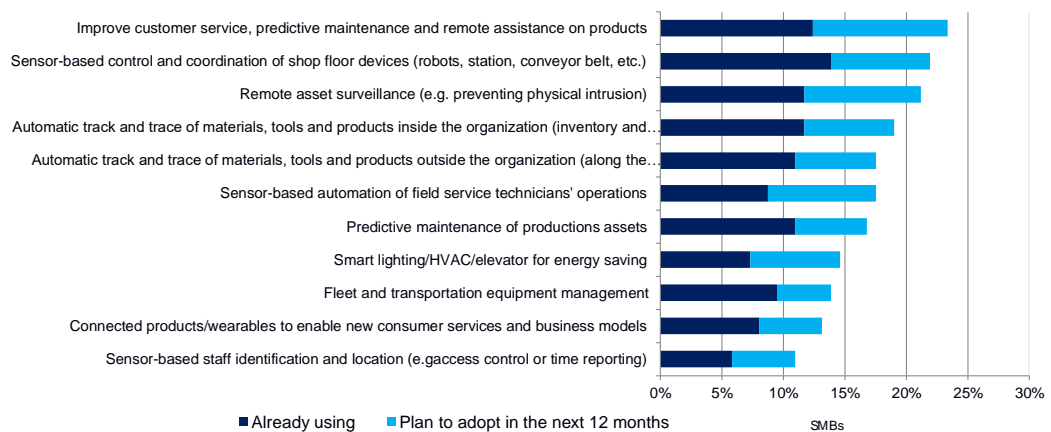 Improve customer service, predictive maintenance and remote assistance on products
Sensor-based control and coordination of shop floor devices (robots, station, conveyor belt, etc.)
Remote asset surveillance (e.g. preventing physical intrusion)
Automatic track and trace of materials, tools and products inside the organization (inventory and…
Automatic track and trace of materials, tools and products outside the organization (along the…
Sensor-based automation of field service technicians' operations
Predictive maintenance of productions assets
Smart lighting/HVAC/elevator for energy saving
Fleet and transportation equipment management
Connected products/wearables to enable new consumer services and business models
Sensor-based staff identification and location (e.gaccess control or time reporting)
0% 5% 10% 15% 20% 25% 30%
Already using Plan to adopt in the next 12 months
SMBs